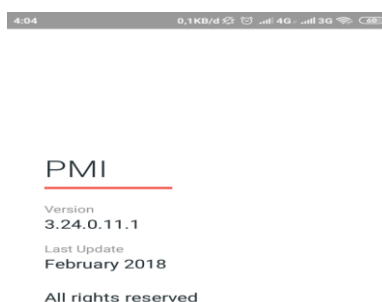 4:04 0,1KB/d 4G 3G 60
PMI
Version
3.24.0.11.1
Last Update
February 2018
All rights reserved